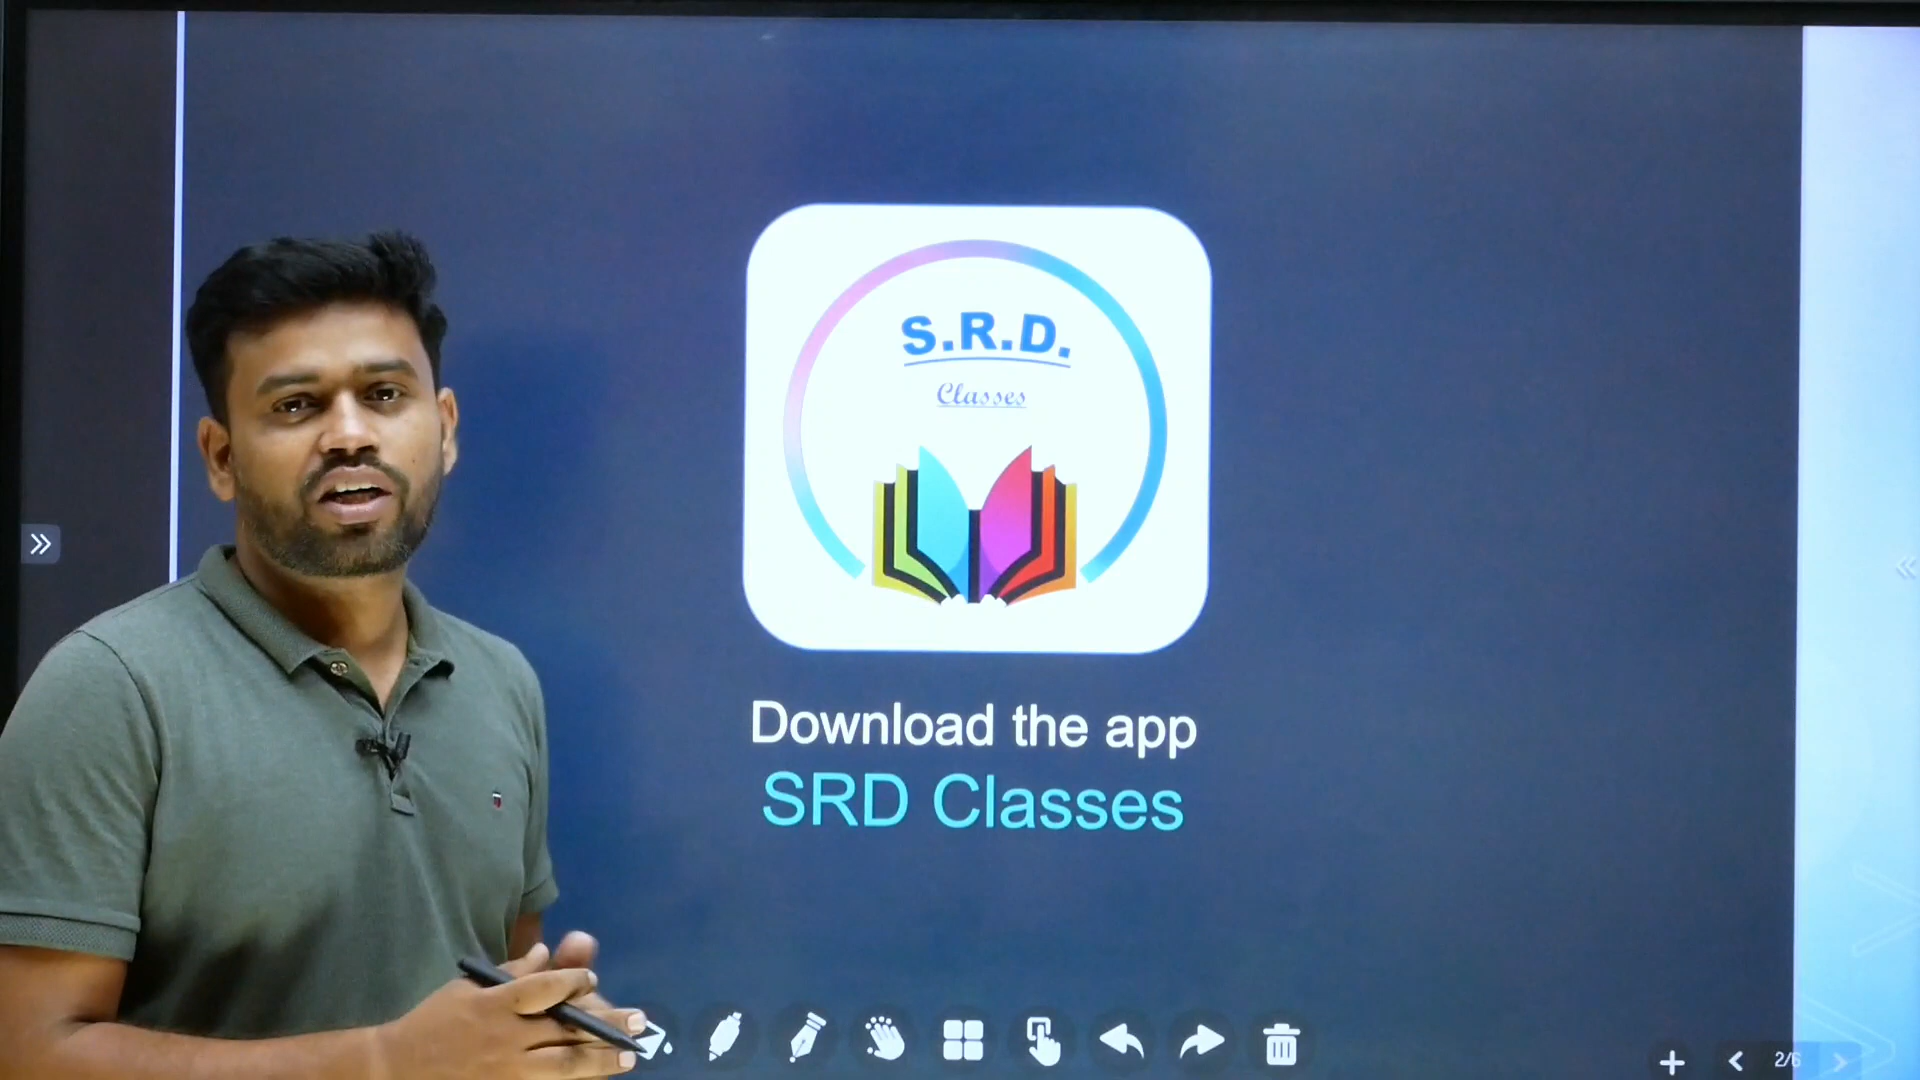 S.R.D.
Classes
Download the app
SRD Classes
2/6